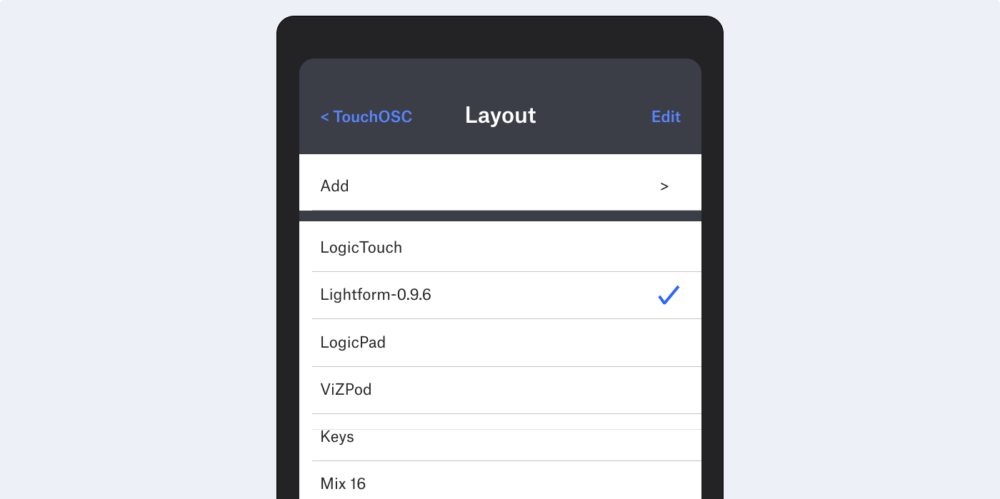 < TouchOSC Layout Edit
Add >
LogicTouch
Lightform-0.9.6
LogicPad
ViZPod
Keys
Mix 16